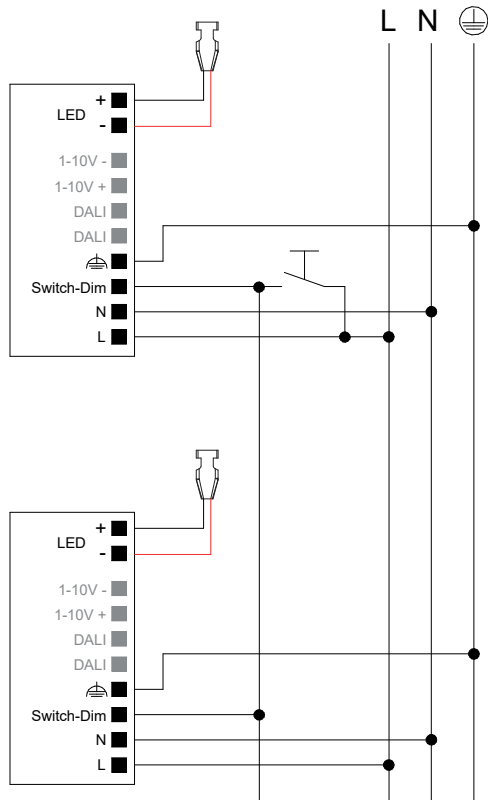 L N
+
LED
-
1-10V -
1-10V +
DALI
DALI
Switch-Dim
N
L
+
LED
-
1-10V -
1-10V +
DALI
DALI
Switch-Dim
N
L